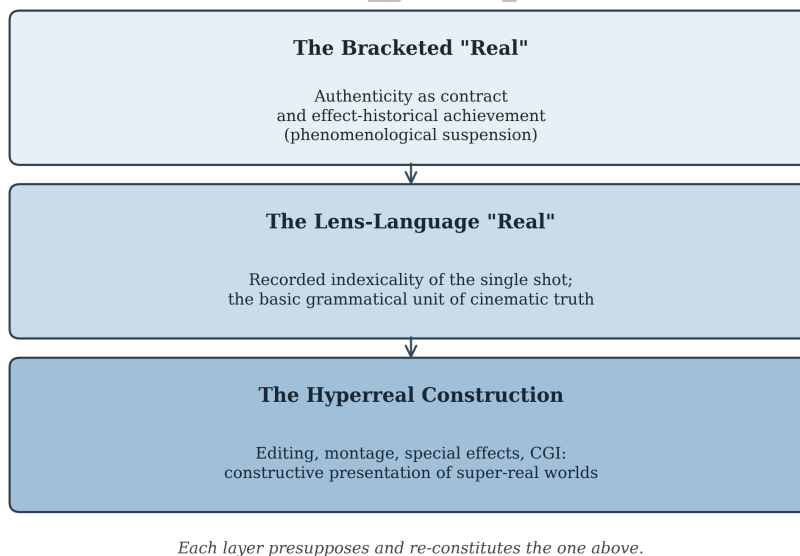 The Bracketed "Real"
Authenticity as contract
and effect-historical achievement
(phenomenological suspension)
The Lens-Language "Real"
Recorded indexicality of the single shot;
the basic grammatical unit of cinematic truth
The Hyperreal Construction
Editing, montage, special effects, CGI:
constructive presentation of super-real worlds
Each layer presupposes and re-constitutes the one above.